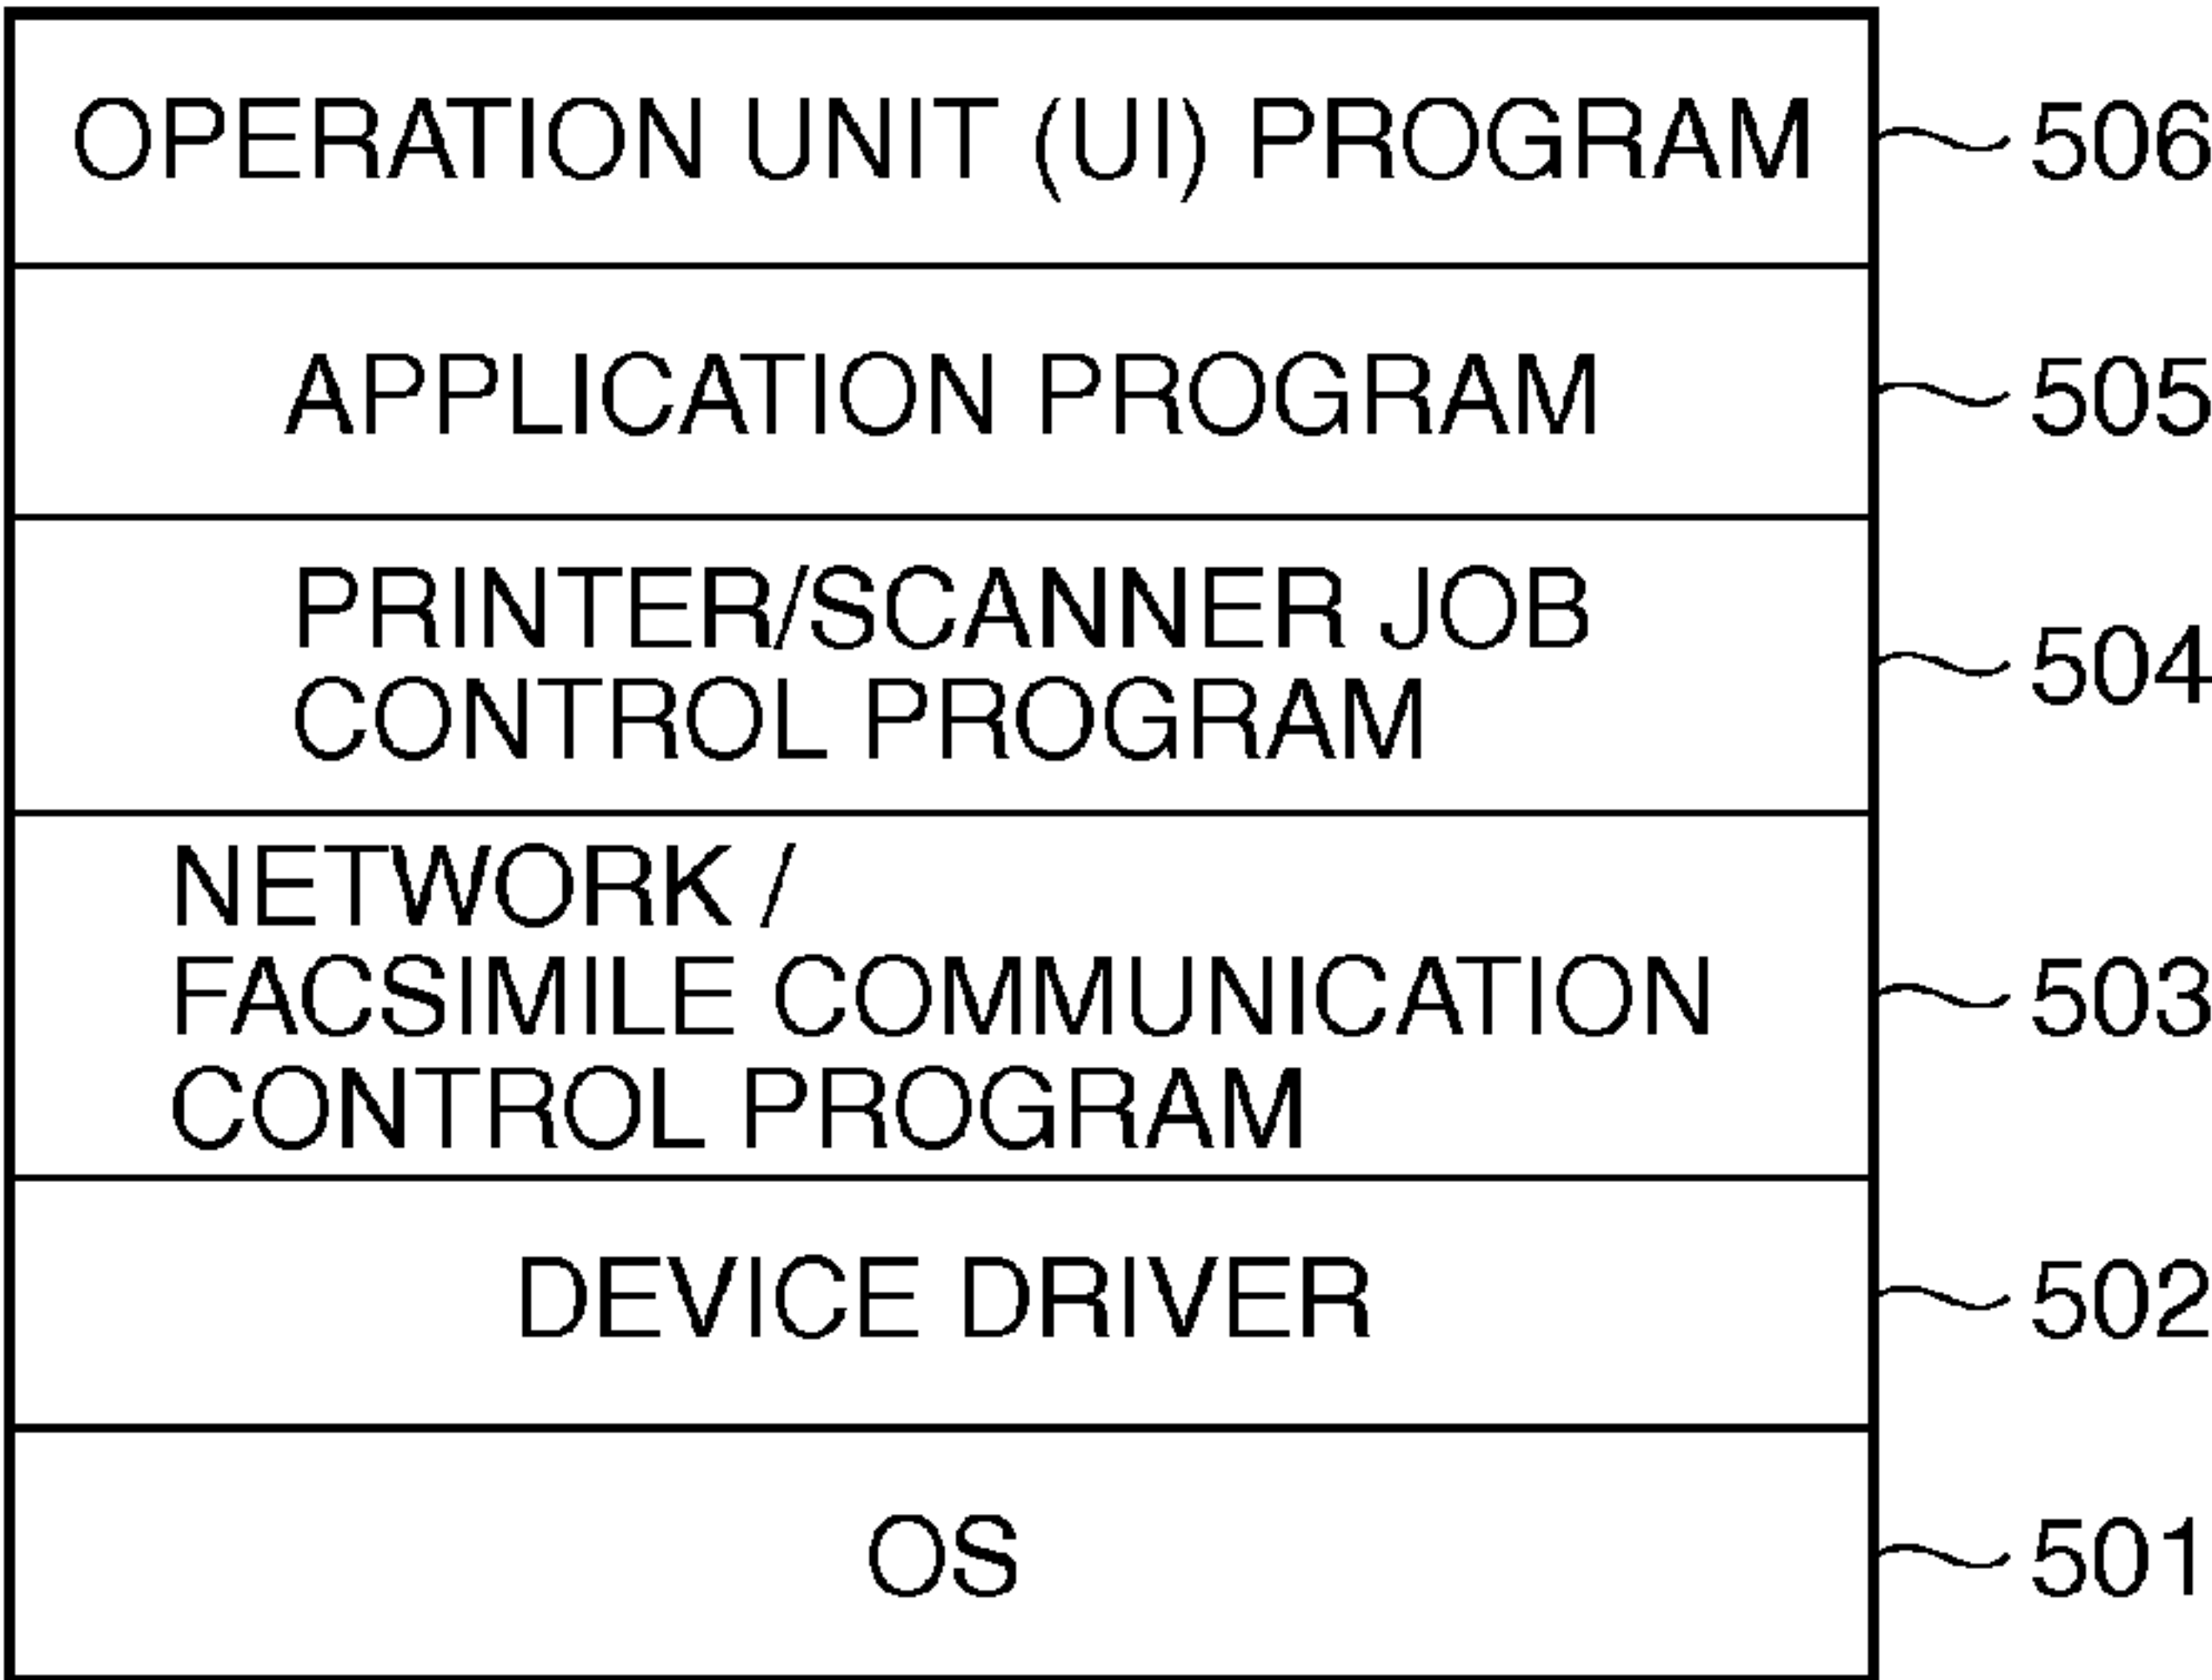 OPERATION UNIT (UI) PROGRAM 506
APPLICATION PROGRAM 505
PRINTER/SCANNER JOB
CONTROL PROGRAM 504
NETWORK /
FACSIMILE COMMUNICATION 503
CONTROL PROGRAM
DEVICE DRIVER 502
OS 501